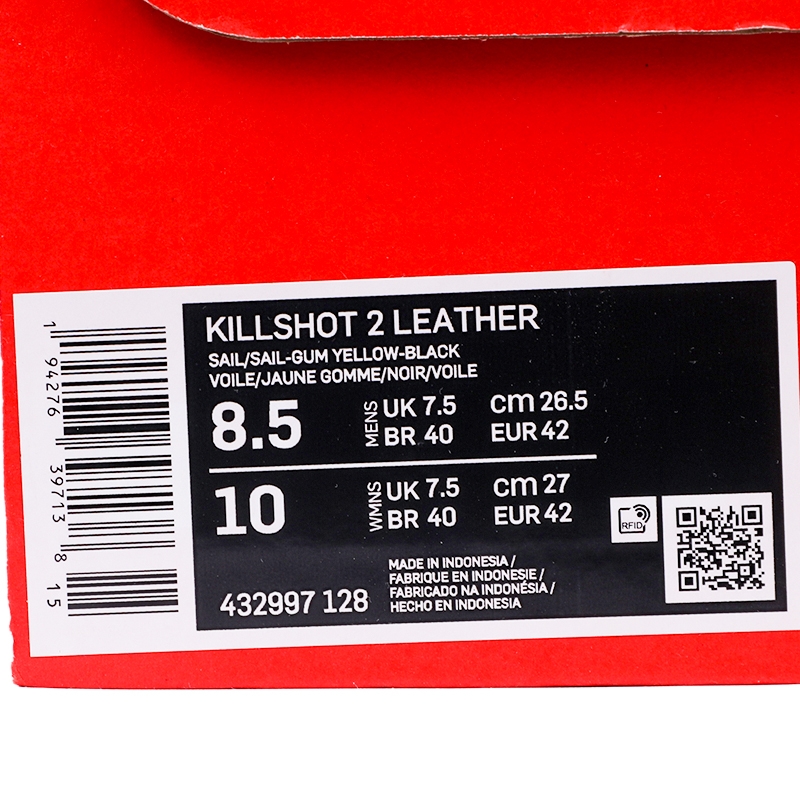 KILLSHOT 2 LEATHER
SAIL/SAIL-GUM YELLOW-BLACK
VOILE/JAUNE GOMME/NOIR/VOILE
8.5 MENS UK 7.5 cm 26.5
BR 40 EUR 42
10 WMNS UK 7.5 cm 27
BR 40 EUR 42
RFID
432997 128
MADE IN INDONESIA /
FABRIQUE EN INDONESIE /
FABRICADO NA INDONÉSIA /
HECHO EN INDONESIA
1 94276 39713 8 15